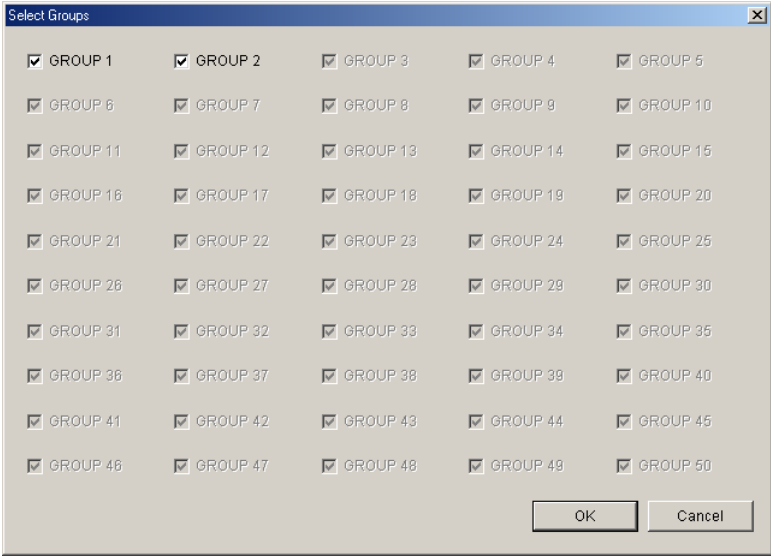 Select Groups
GROUP 1 GROUP 2 GROUP 3 GROUP 4 GROUP 5
GROUP 6 GROUP 7 GROUP 8 GROUP 9 GROUP 10
GROUP 11 GROUP 12 GROUP 13 GROUP 14 GROUP 15
GROUP 16 GROUP 17 GROUP 18 GROUP 19 GROUP 20
GROUP 21 GROUP 22 GROUP 23 GROUP 24 GROUP 25
GROUP 26 GROUP 27 GROUP 28 GROUP 29 GROUP 30
GROUP 31 GROUP 32 GROUP 33 GROUP 34 GROUP 35
GROUP 36 GROUP 37 GROUP 38 GROUP 39 GROUP 40
GROUP 41 GROUP 42 GROUP 43 GROUP 44 GROUP 45
GROUP 46 GROUP 47 GROUP 48 GROUP 49 GROUP 50
OK Cancel